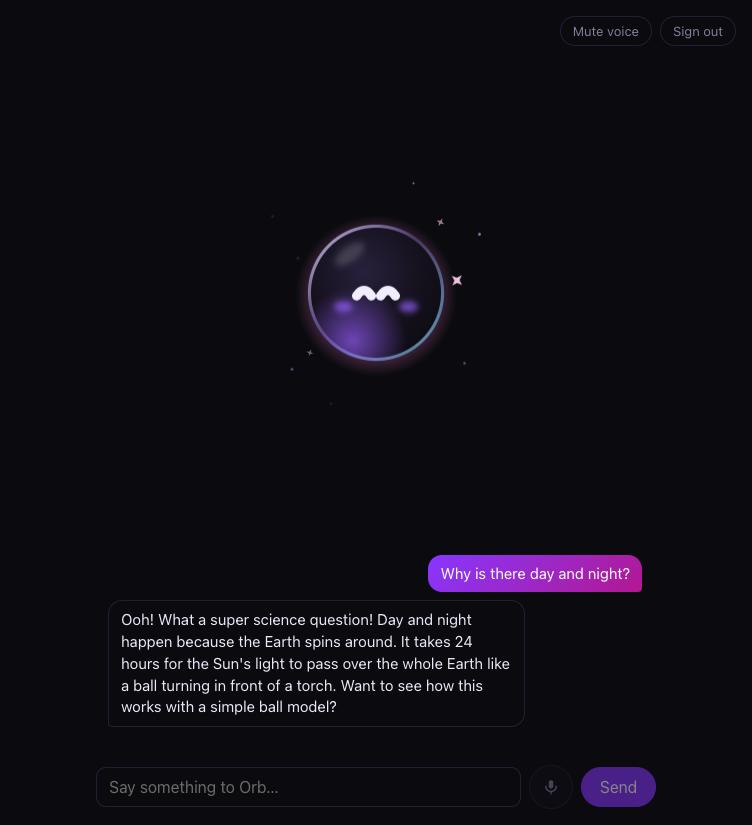 Mute voice
Sign out
Why is there day and night?
Ooh! What a super science question! Day and night
happen because the Earth spins around. It takes 24
hours for the Sun's light to pass over the whole Earth like
a ball turning in front of a torch. Want to see how this
works with a simple ball model?
Say something to Orb...
Send